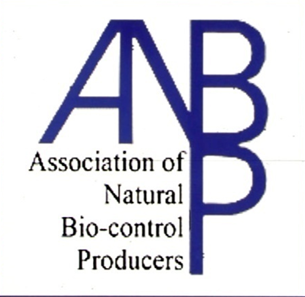 ANBP
Association of
Natural
Bio-control
Producers